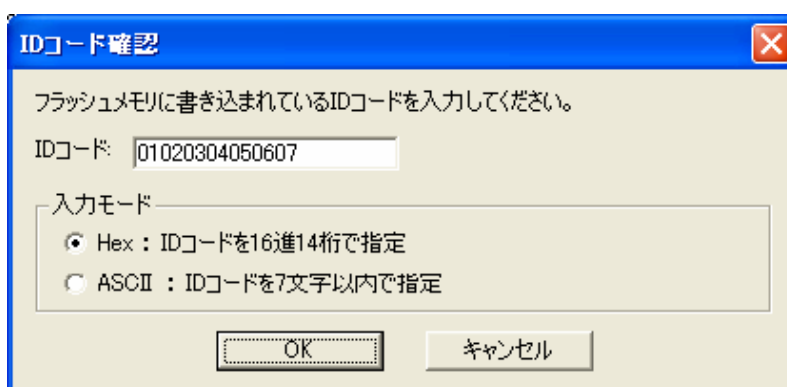 IDコード確認
フラッシュメモリに書き込まれているIDコードを入力してください。
IDコード: 01020304050607
入力モード
Hex : IDコードを16進14桁で指定
ASCII : IDコードを7文字以内で指定
OK キャンセル